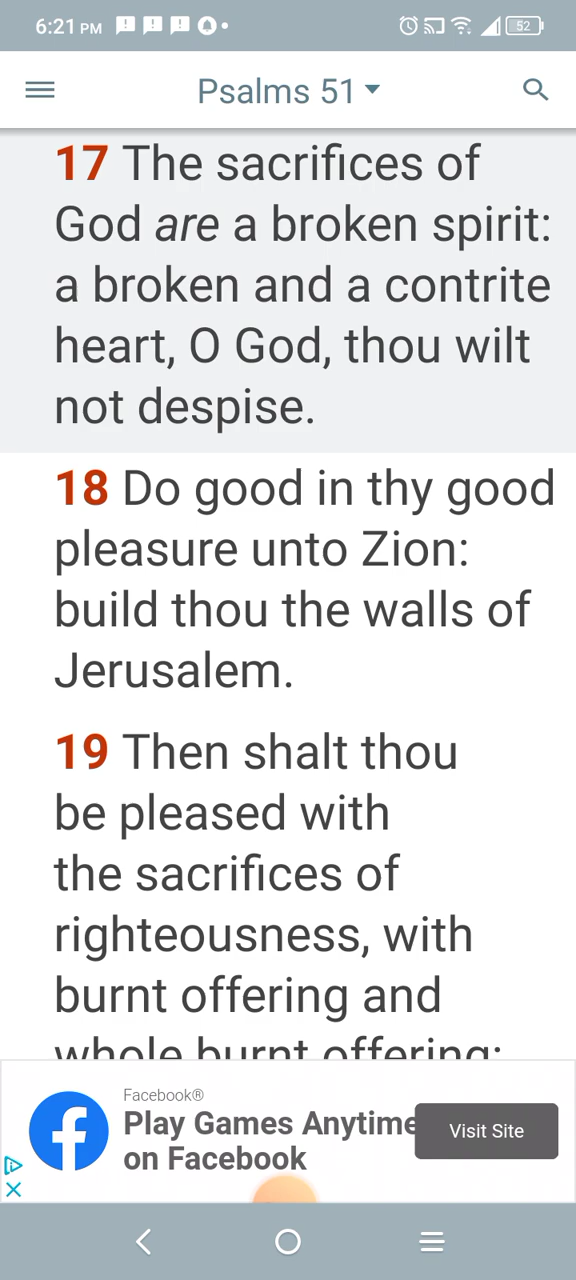 6:21 PM
52
Psalms 51
17 The sacrifices of
God are a broken spirit:
a broken and a contrite
heart, O God, thou wilt
not despise.
18 Do good in thy good
pleasure unto Zion:
build thou the walls of
Jerusalem.
19 Then shalt thou
be pleased with
the sacrifices of
righteousness, with
burnt offering and
whole burnt offering:
Facebook®
Play Games Anytime
on Facebook
Visit Site